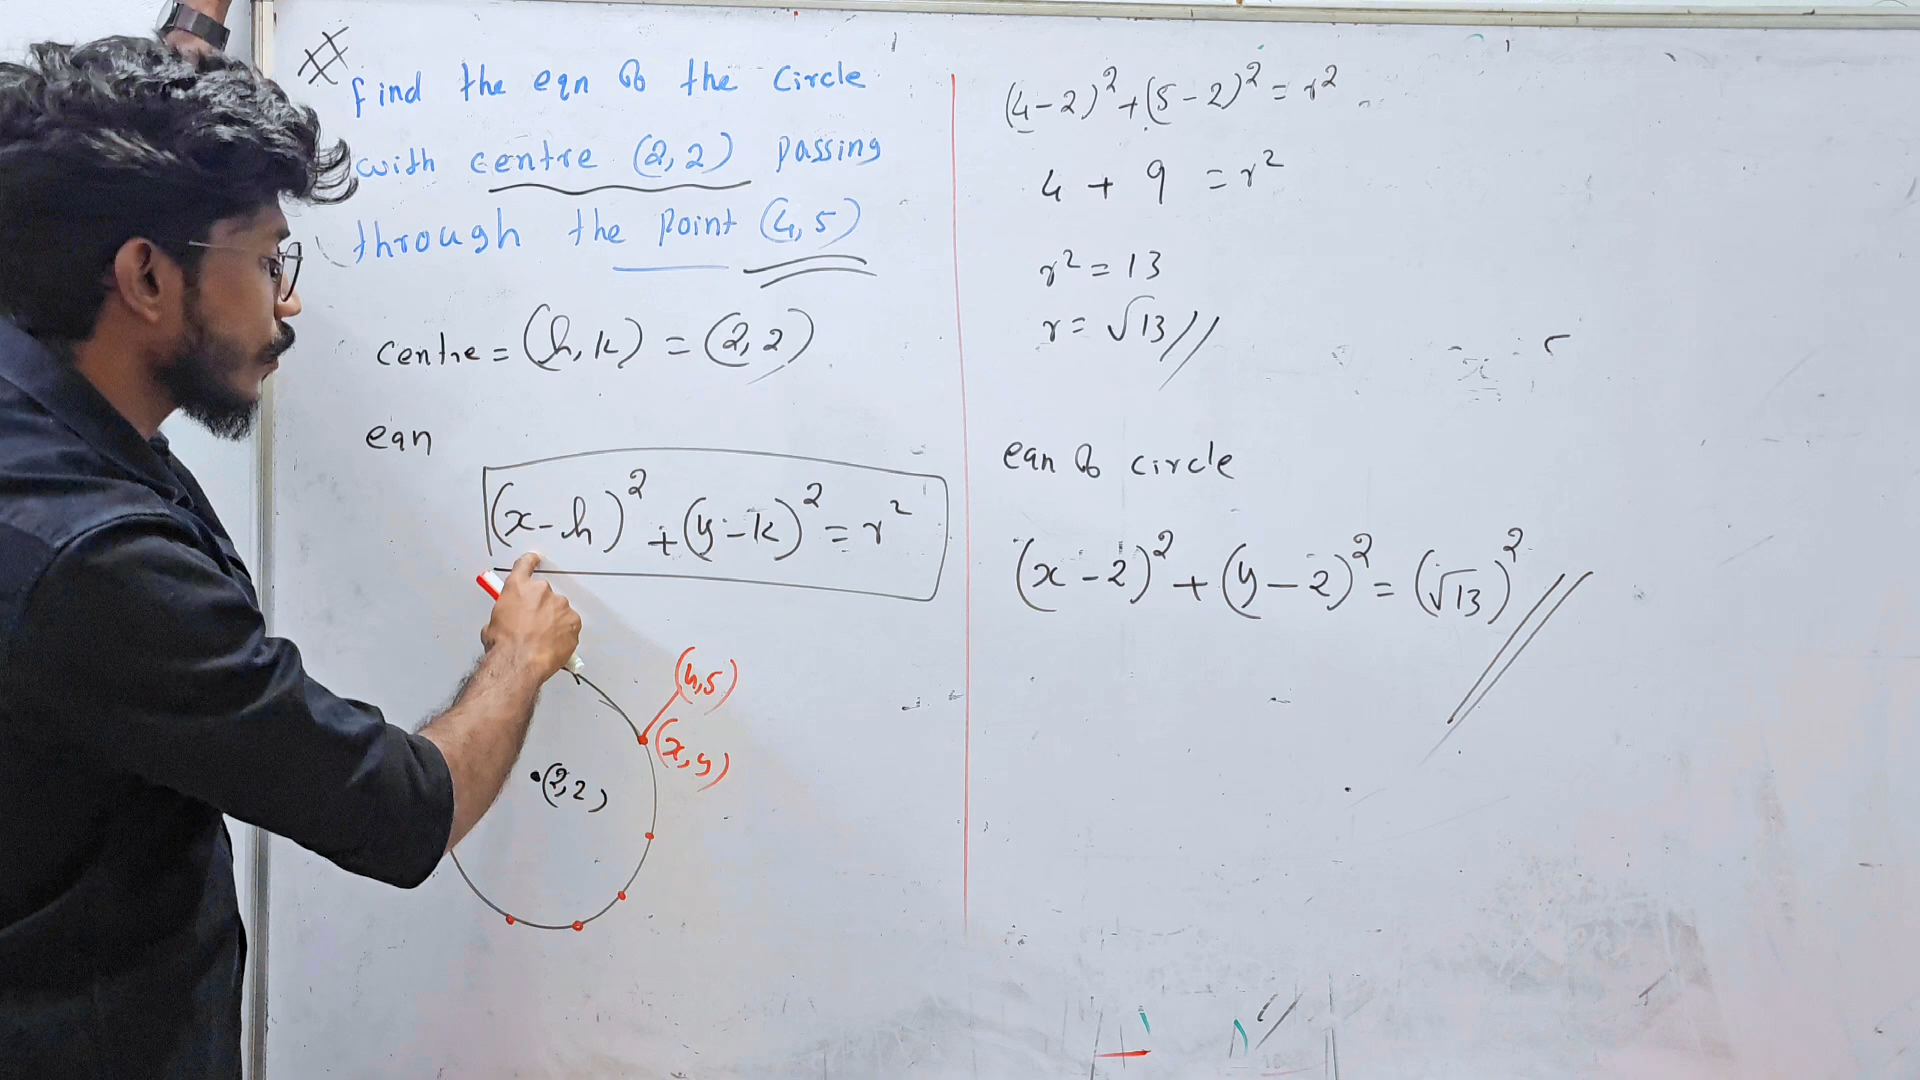 #
find the eqn of the circle
with centre (2,2) passing
through the point (4,5)
centre = (h,k) = (2,2)
eqn
(x-h)² + (y-k)² = r²
(4,5)
(x,y)
(2,2)
(4-2)² + (5-2)² = r²
4 + 9 = r²
r² = 13
r = √13 //
eqn of circle
(x-2)² + (y-2)² = (√13)² //